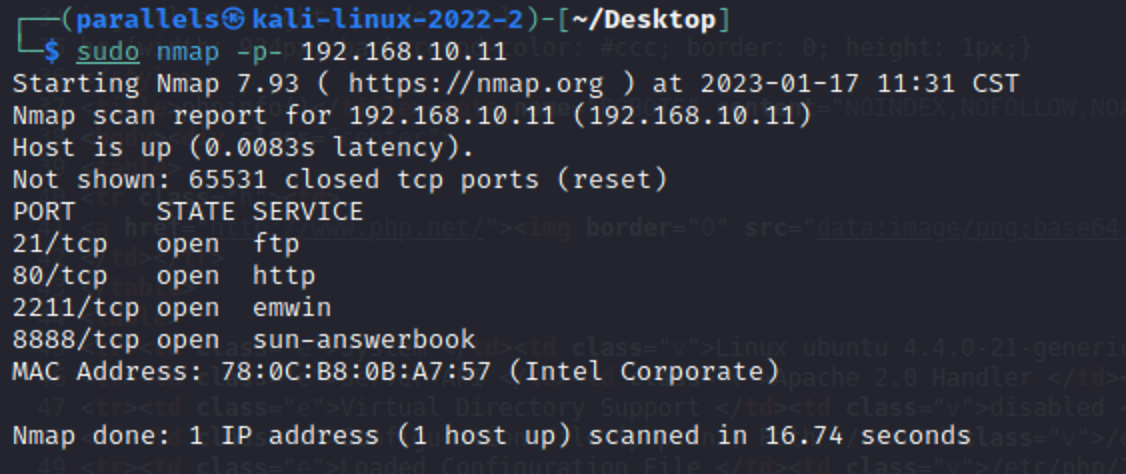 ┌──(parallels㉿kali-linux-2022-2)-[~/Desktop]
└─$ sudo nmap -p- 192.168.10.11
Starting Nmap 7.93 ( https://nmap.org ) at 2023-01-17 11:31 CST
Nmap scan report for 192.168.10.11 (192.168.10.11)
Host is up (0.0083s latency).
Not shown: 65531 closed tcp ports (reset)
PORT     STATE SERVICE
21/tcp   open  ftp
80/tcp   open  http
2211/tcp open  emwin
8888/tcp open  sun-answerbook
MAC Address: 78:0C:B8:0B:A7:57 (Intel Corporate)
Nmap done: 1 IP address (1 host up) scanned in 16.74 seconds